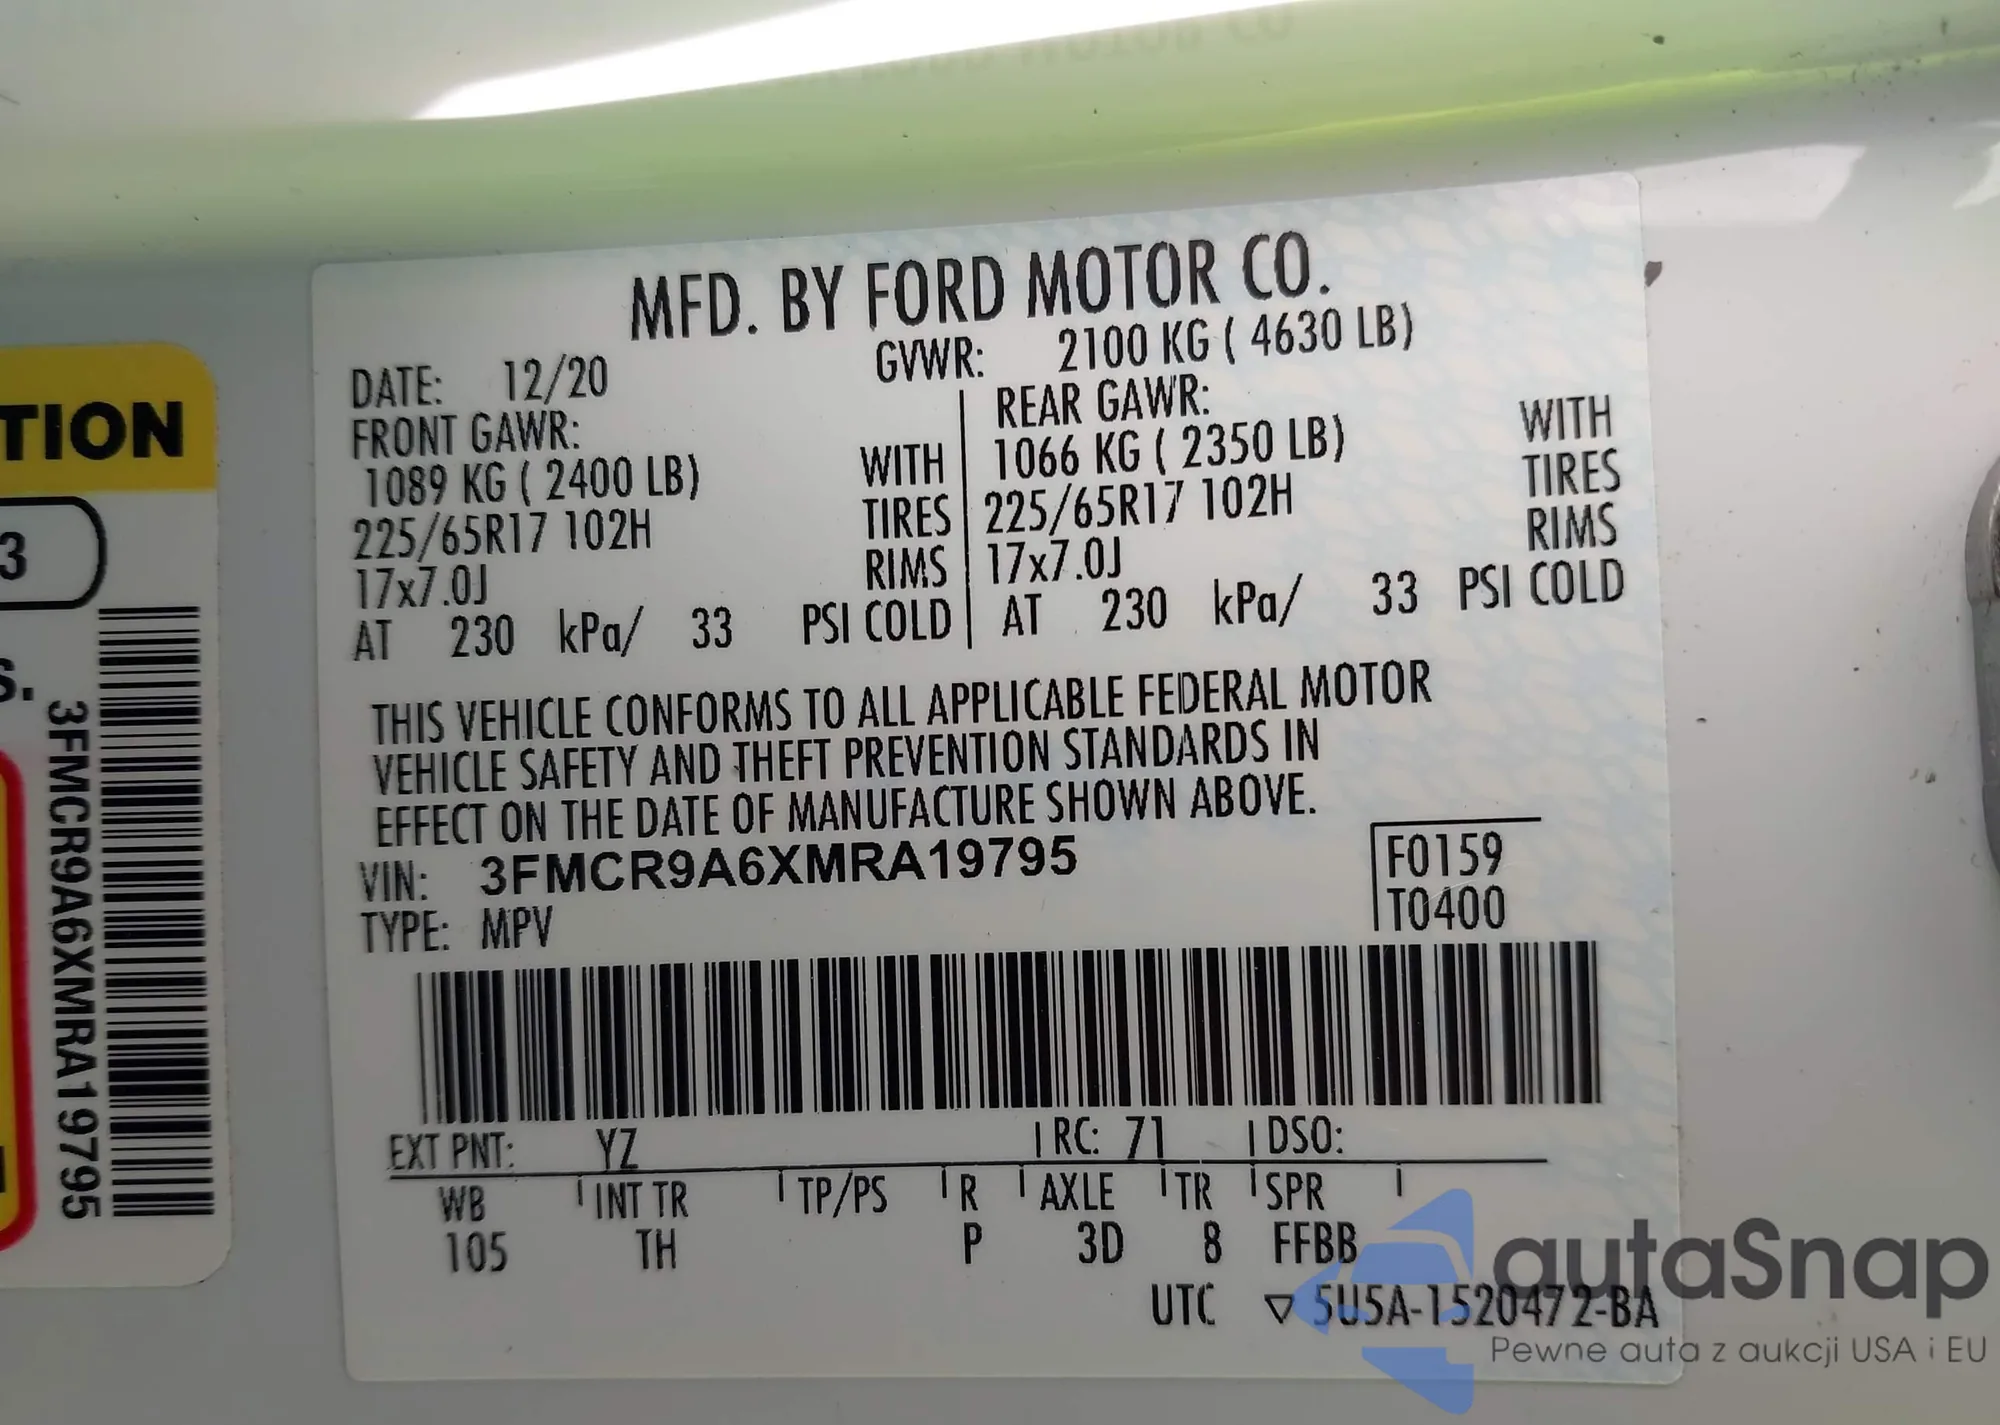 MFD. BY FORD MOTOR CO.
DATE: 12/20 GVWR: 2100 KG ( 4630 LB)
FRONT GAWR: REAR GAWR:
1089 KG ( 2400 LB) WITH 1066 KG ( 2350 LB) WITH
225/65R17 102H TIRES 225/65R17 102H TIRES
17x7.0J RIMS 17x7.0J RIMS
AT 230 kPa/ 33 PSI COLD AT 230 kPa/ 33 PSI COLD
THIS VEHICLE CONFORMS TO ALL APPLICABLE FEDERAL MOTOR
VEHICLE SAFETY AND THEFT PREVENTION STANDARDS IN
EFFECT ON THE DATE OF MANUFACTURE SHOWN ABOVE.
VIN: 3FMCR9A6XMRA19795 F0159
TYPE: MPV T0400
EXT PNT: YZ RC: 71 DSO:
WB INT TR TP/PS R AXLE TR SPR
105 TH P 3D 8 FFBB
UTC ▽ 5U5A-1520472-BA
TION
3
S.
3FMCR9A6XMRA19795
autaSnap
Pewne auta z aukcji USA i EU